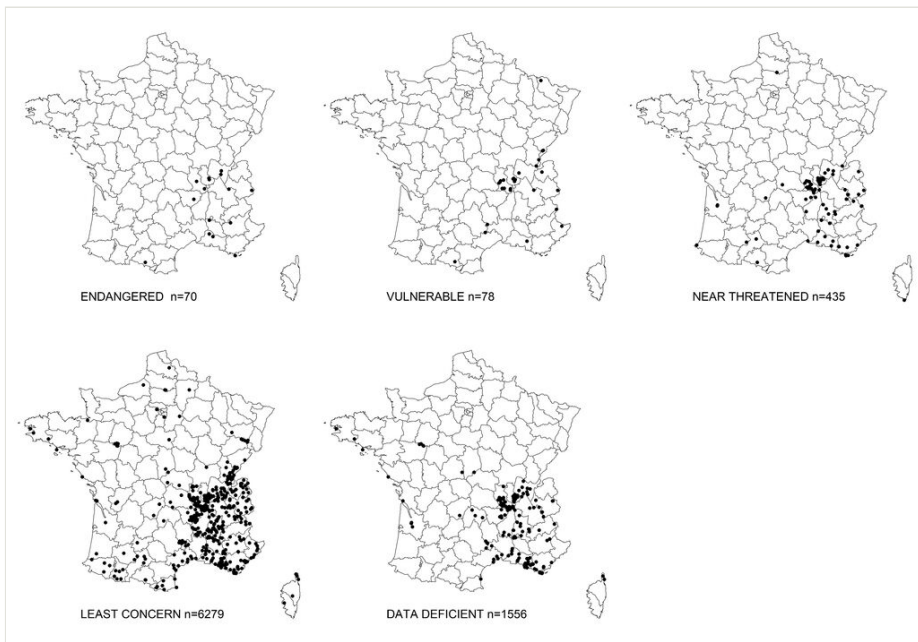 ENDANGERED n=70
VULNERABLE n=78
NEAR THREATENED n=435
LEAST CONCERN n=6279
DATA DEFICIENT n=1556